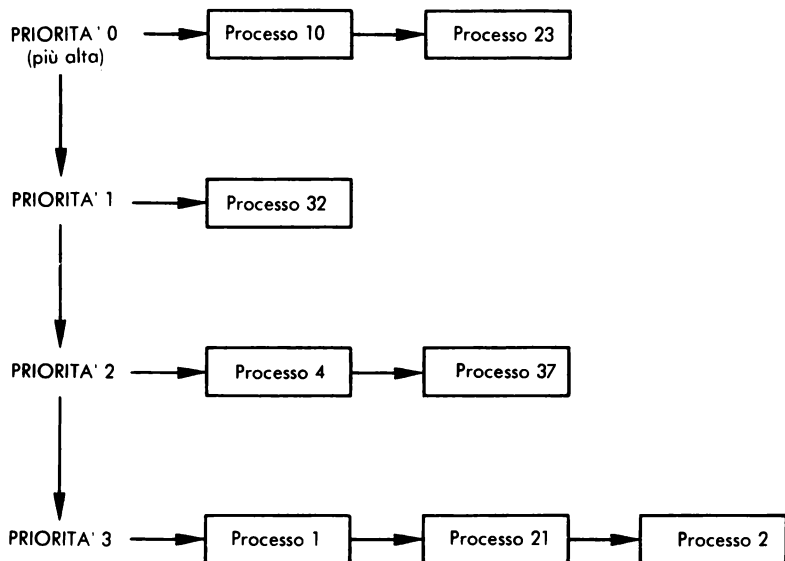 PRIORITA' 0
(più alta)
Processo 10
Processo 23
PRIORITA' 1
Processo 32
PRIORITA' 2
Processo 4
Processo 37
PRIORITA' 3
Processo 1
Processo 21
Processo 2